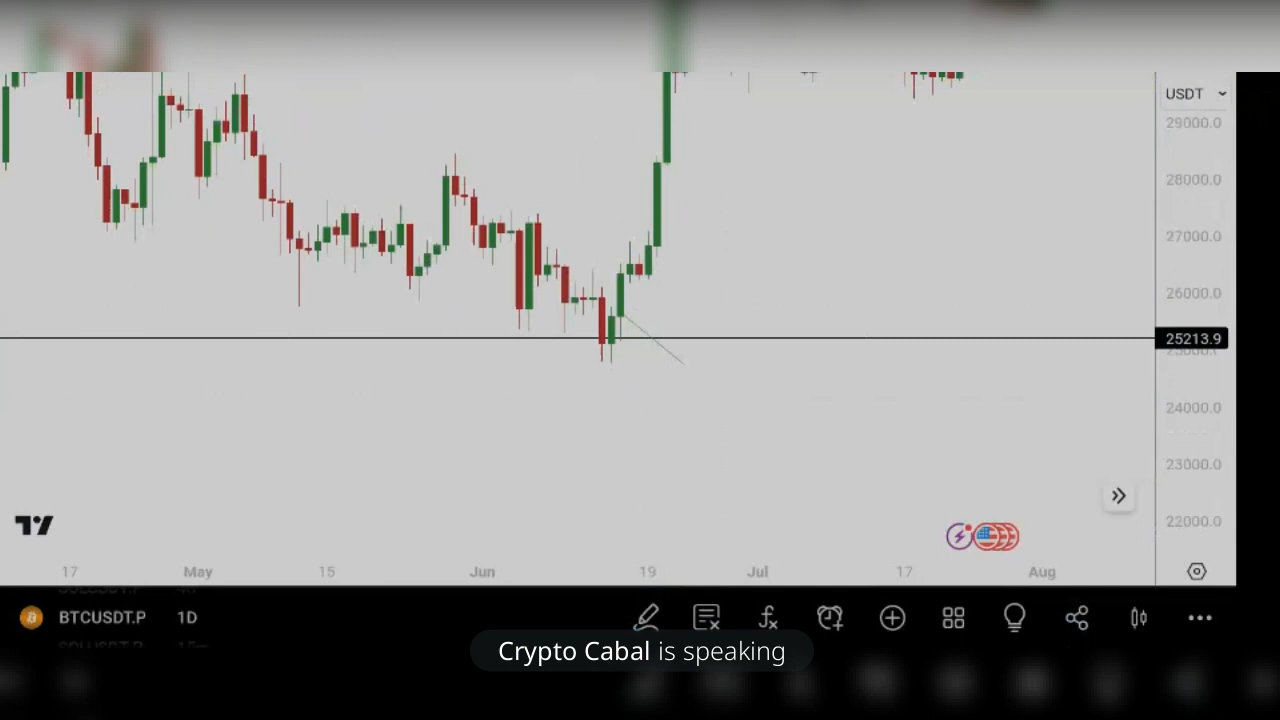 USDT
29000.0
28000.0
27000.0
26000.0
25213.9
24000.0
23000.0
22000.0
17 May 15 Jun 19 Jul 17 Aug
BTCUSDT.P 1D
Crypto Cabal is speaking